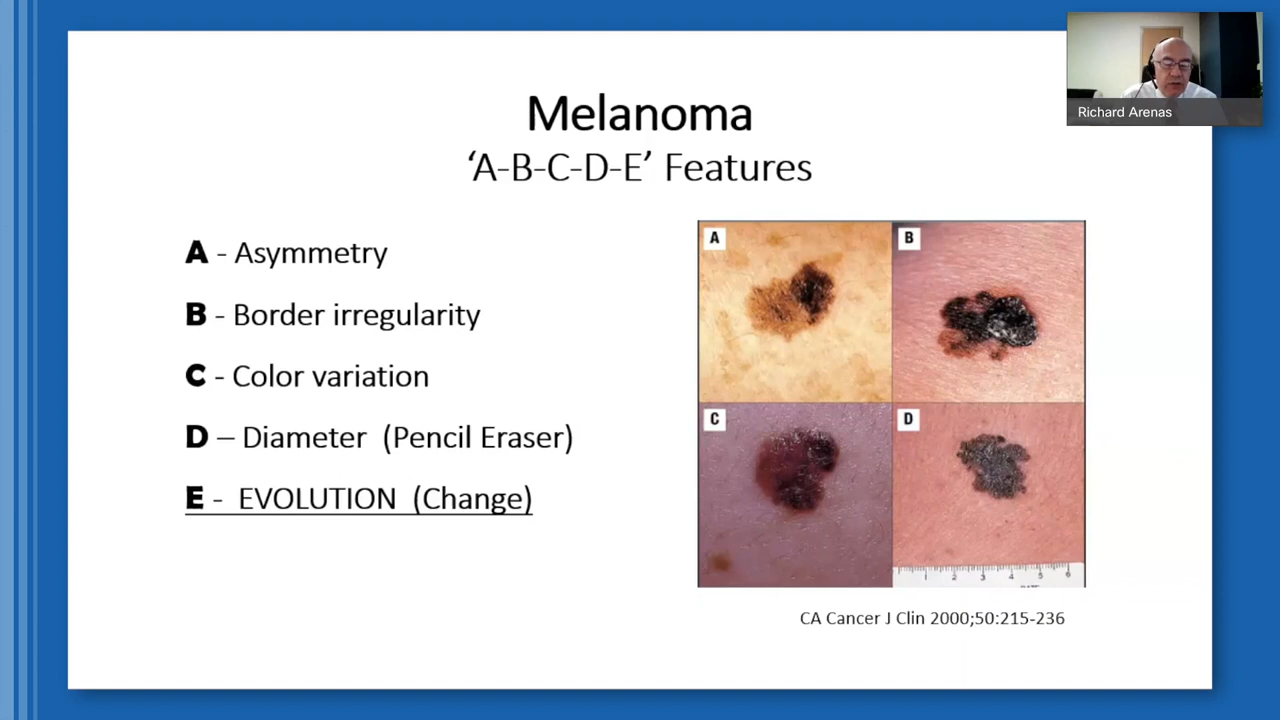 Melanoma
‘A-B-C-D-E’ Features
A - Asymmetry
B - Border irregularity
C - Color variation
D – Diameter (Pencil Eraser)
E - EVOLUTION (Change)
A
B
C
D
1 2 3 4 5 6
CA Cancer J Clin 2000;50:215-236
Richard Arenas